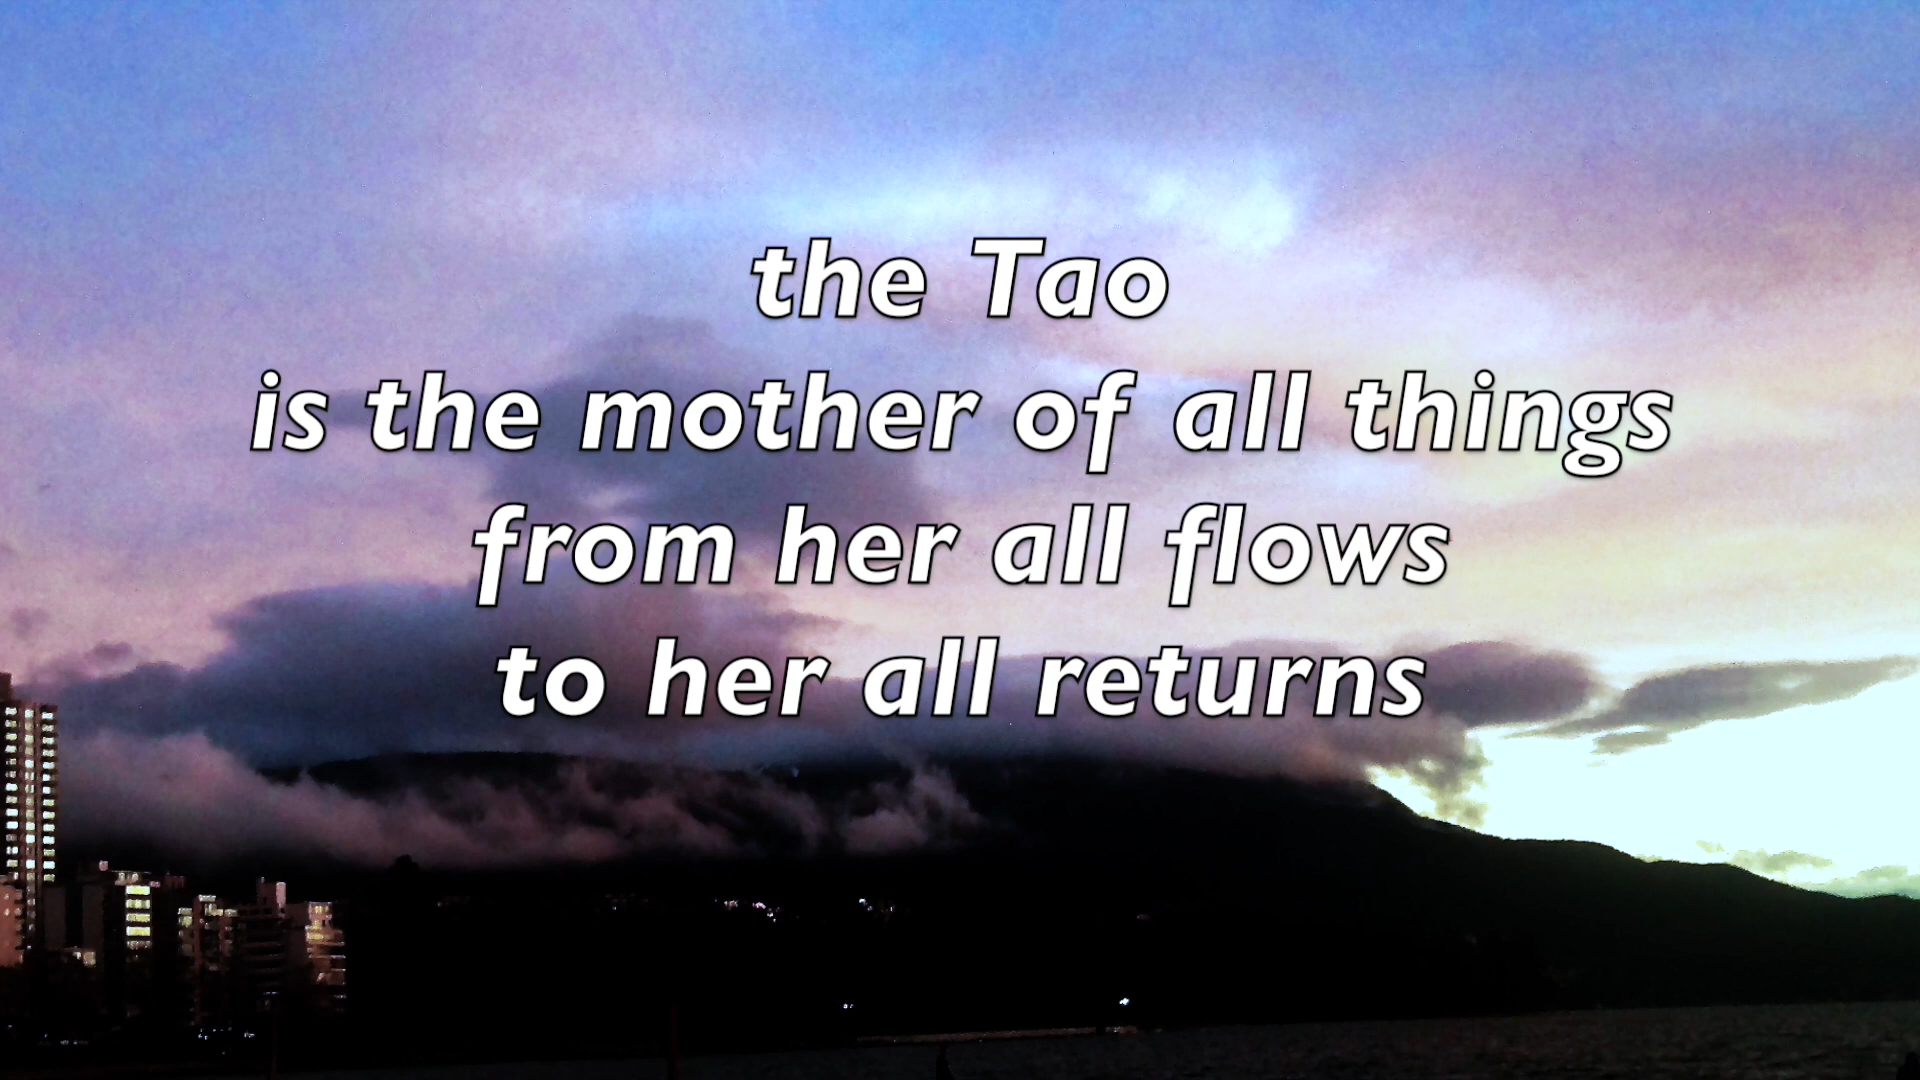 the Tao
is the mother of all things
from her all flows
to her all returns